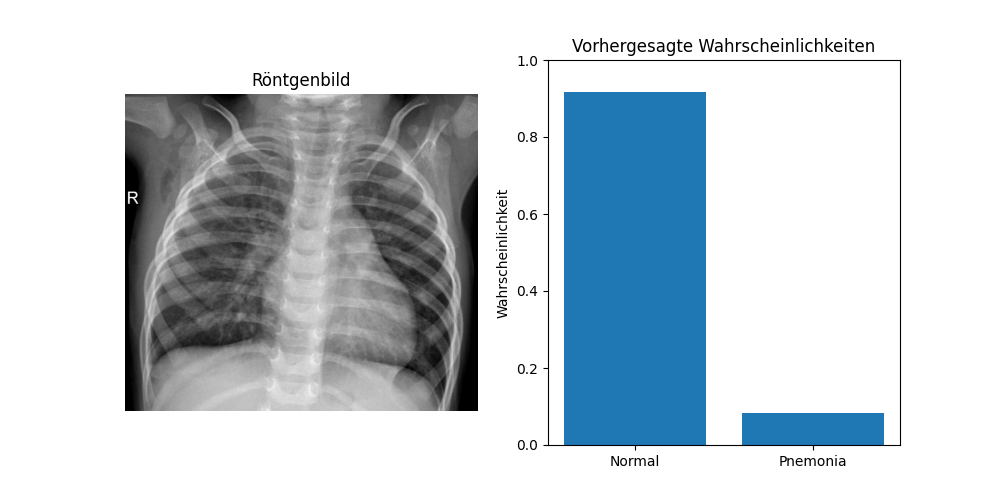 Röntgenbild
R
Vorhergesagte Wahrscheinlichkeiten
Wahrscheinlichkeit
1.0
0.8
0.6
0.4
0.2
0.0
Normal
Pnemonia